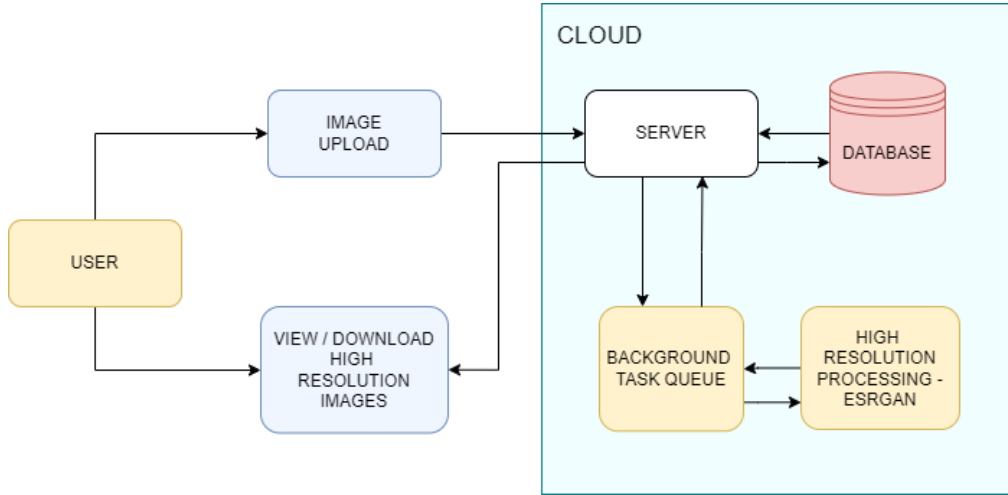 CLOUD
IMAGE
UPLOAD
SERVER
DATABASE
USER
VIEW / DOWNLOAD
HIGH
RESOLUTION
IMAGES
BACKGROUND
TASK QUEUE
HIGH
RESOLUTION
PROCESSING -
ESRGAN